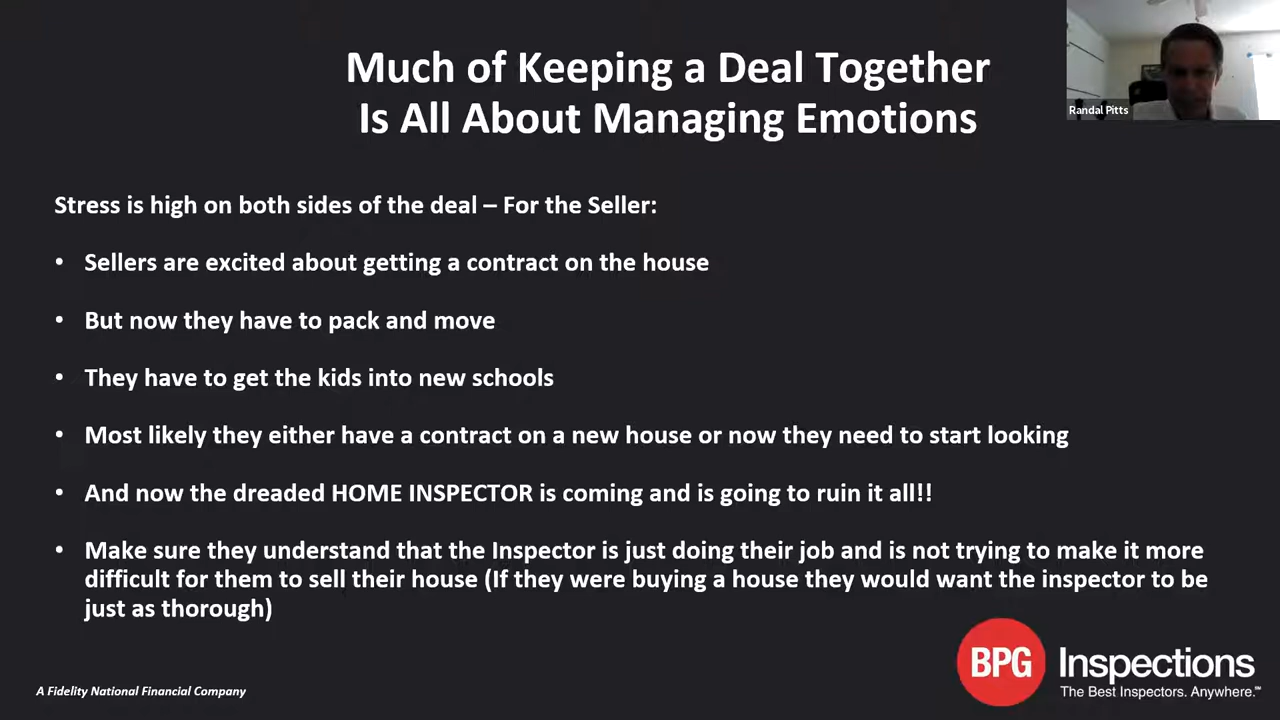 Much of Keeping a Deal Together
Is All About Managing Emotions
Randal Pitts
Stress is high on both sides of the deal – For the Seller:
• Sellers are excited about getting a contract on the house
• But now they have to pack and move
• They have to get the kids into new schools
• Most likely they either have a contract on a new house or now they need to start looking
• And now the dreaded HOME INSPECTOR is coming and is going to ruin it all!!
• Make sure they understand that the Inspector is just doing their job and is not trying to make it more
difficult for them to sell their house (If they were buying a house they would want the inspector to be
just as thorough)
BPG Inspections
The Best Inspectors. Anywhere.℠
A Fidelity National Financial Company